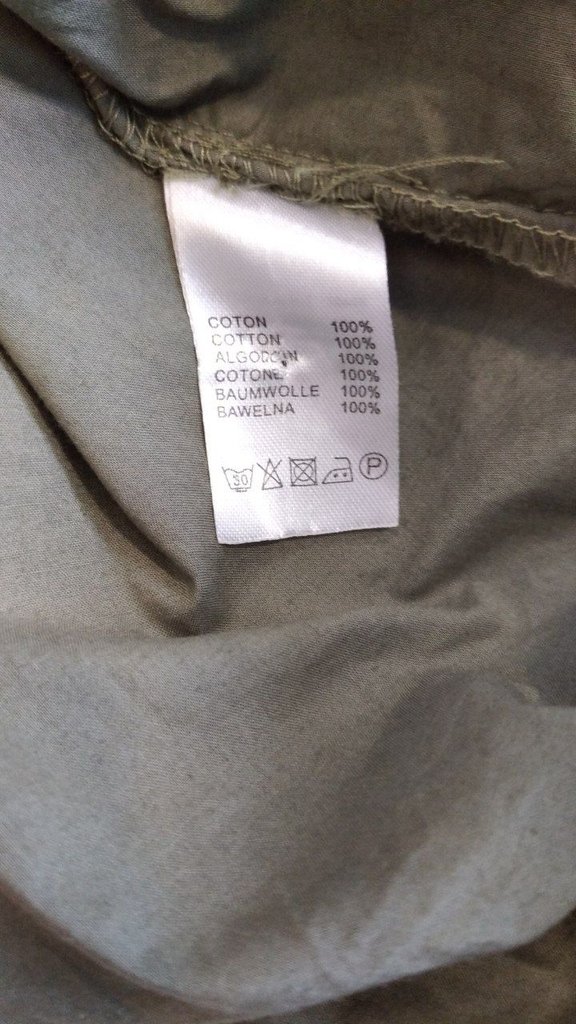 COTON 100%
COTTON 100%
ALGODON 100%
COTONE 100%
BAUMWOLLE 100%
BAWELNA 100%
30 P